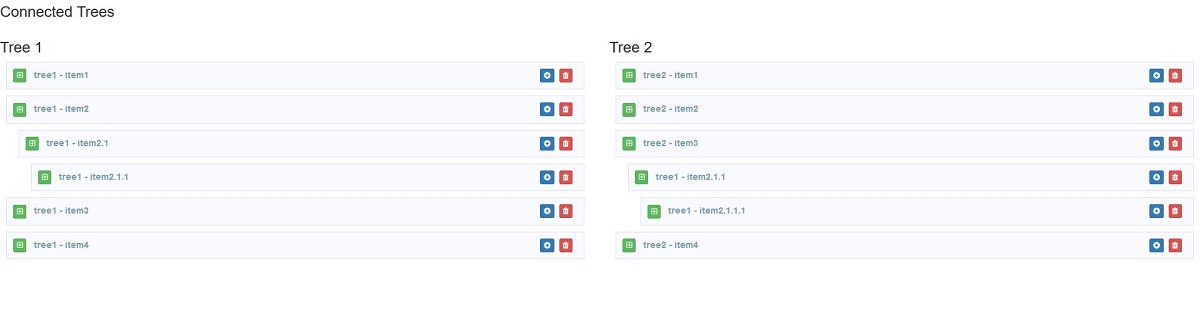 Connected Trees
Tree 1
tree1 - item1
tree1 - item2
tree1 - item2.1
tree1 - item2.1.1
tree1 - item3
tree1 - item4
Tree 2
tree2 - item1
tree2 - item2
tree2 - item3
tree1 - item2.1.1
tree1 - item2.1.1.1
tree2 - item4